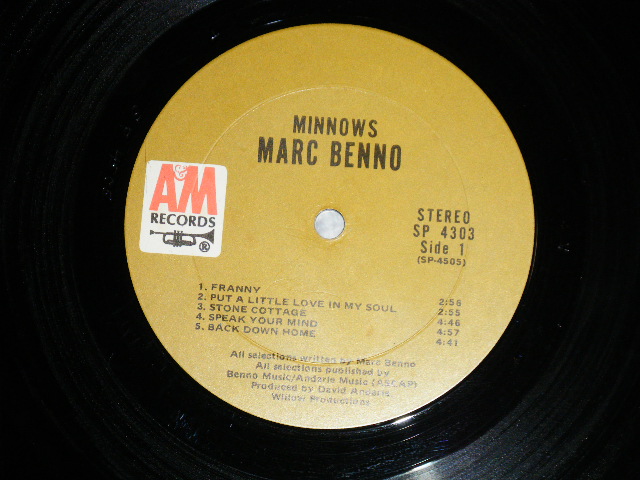 MINNOWS
MARC BENNO
A&M
RECORDS
®
STEREO
SP 4303
Side 1
(SP-4505)
1. FRANNY 2:56
2. PUT A LITTLE LOVE IN MY SOUL 2:55
3. STONE COTTAGE 4:46
4. SPEAK YOUR MIND 4:57
5. BACK DOWN HOME 4:41
All selections written by Marc Benno
All selections published by
Benno Music/Andarle Music (ASCAP)
Produced by David Anderle
Willow Productions